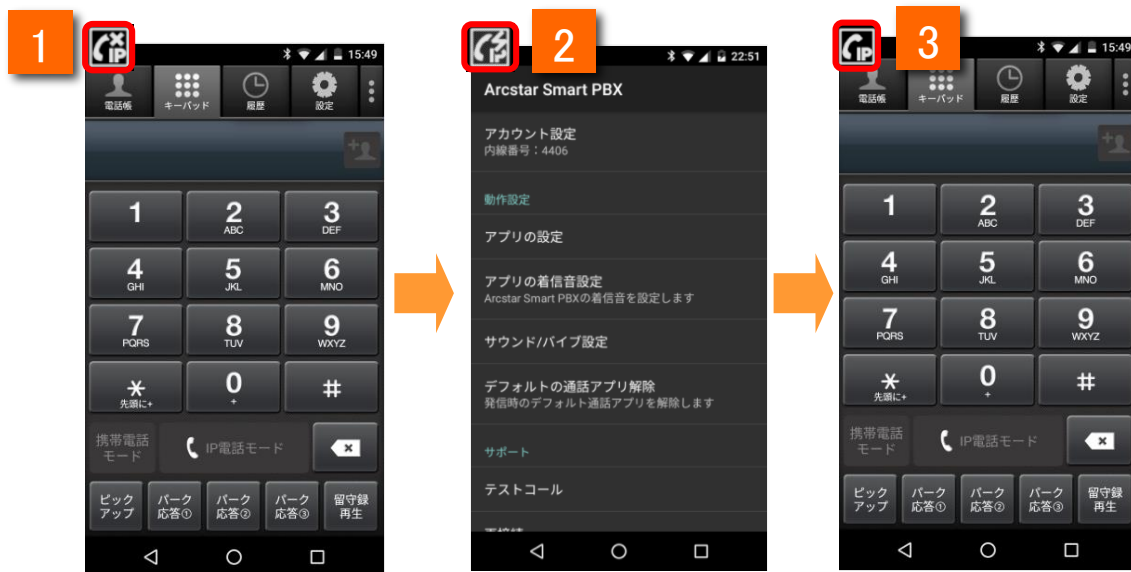 1
IP
15:49
電話帳
キーパッド
履歴
設定
1
2
ABC
3
DEF
4
GHI
5
JKL
6
MNO
7
PQRS
8
TUV
9
WXYZ
先頭に+
0
+
#
携帯電話
モード
IP電話モード
ピック
アップ
パーク
応答①
パーク
応答②
パーク
応答③
留守録
再生
2
IP
22:51
Arcstar Smart PBX
アカウント設定
内線番号：4406
動作設定
アプリの設定
アプリの着信音設定
Arcstar Smart PBXの着信音を設定します
サウンド/バイブ設定
デフォルトの通話アプリ解除
発信時のデフォルト通話アプリを解除します
サポート
テストコール
3
IP
15:49
電話帳
キーパッド
履歴
設定
1
2
ABC
3
DEF
4
GHI
5
JKL
6
MNO
7
PQRS
8
TUV
9
WXYZ
先頭に+
0
+
#
携帯電話
モード
IP電話モード
ピック
アップ
パーク
応答①
パーク
応答②
パーク
応答③
留守録
再生